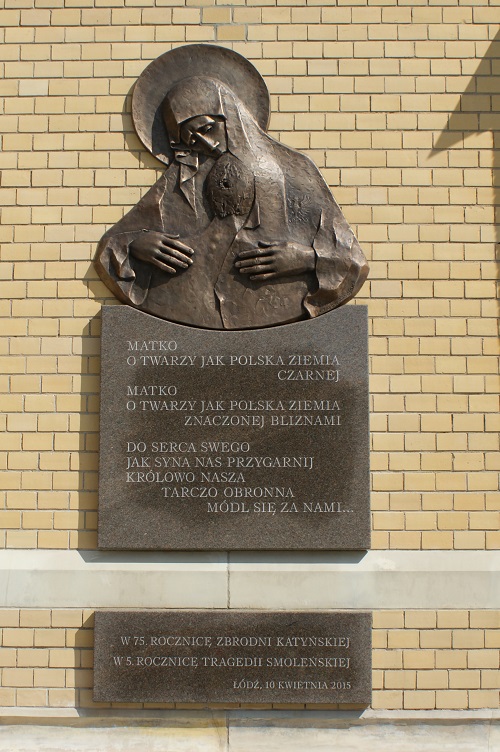 MATKO
O TWARZY JAK POLSKA ZIEMIA
CZARNEJ
MATKO
O TWARZY JAK POLSKA ZIEMIA
ZNACZONEJ BLIZNAMI
DO SERCA SWEGO
JAK SYNA NAS PRZYGARNIJ
KRÓLOWO NASZA
TARCZO OBRONNA
MÓDL SIĘ ZA NAMI...
W 75. ROCZNICĘ ZBRODNI KATYŃSKIEJ
W 5. ROCZNICĘ TRAGEDII SMOLEŃSKIEJ
ŁÓDŹ, 10 KWIETNIA 2015